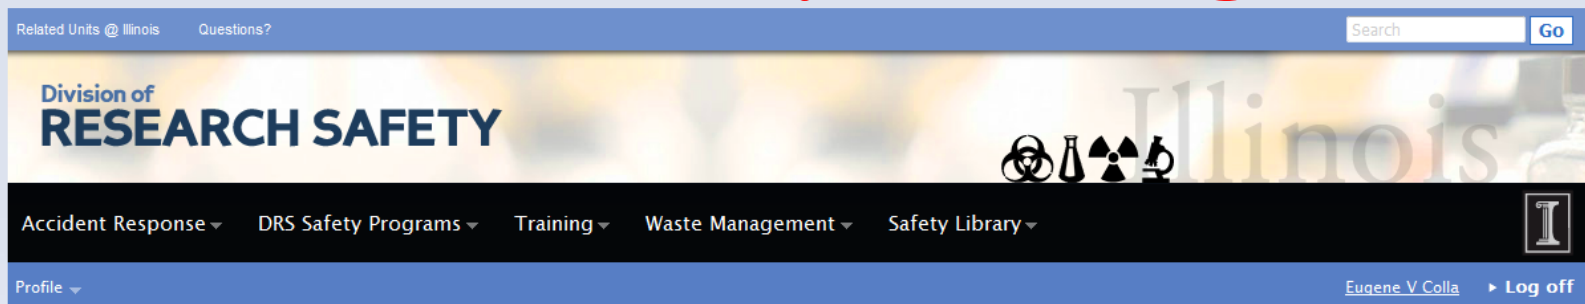 Related Units @ Illinois Questions? Search Go
Division of
RESEARCH SAFETY
Illinois
Accident Response DRS Safety Programs Training Waste Management Safety Library I
Profile Eugene V Colla Log off